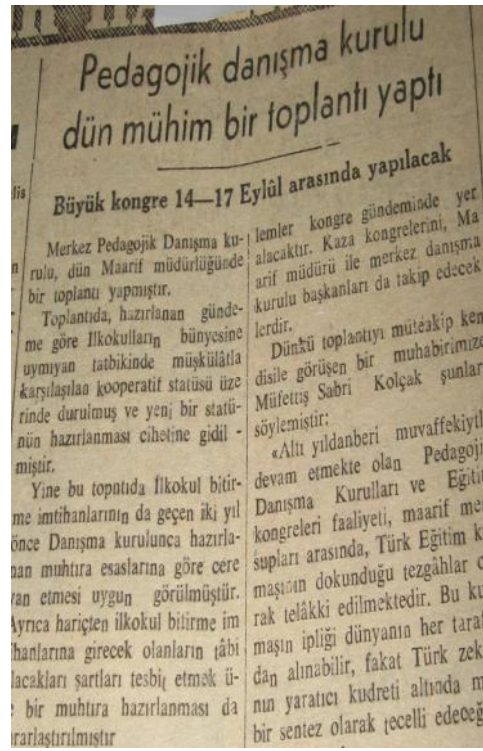 Pedagojik danışma kurulu
dün mühim bir toplantı yaptı
Büyük kongre 14—17 Eylûl arasında yapılacak
Merkez Pedagojik Danışma ku-
rulu, dün Maarif müdürlüğünde
bir toplantı yapmıştır.
Toplantıda, hazırlanan günde-
me göre İlkokulların bünyesine
uymıyan tatbikinde müşkülâtla
karşılaşılan kooperatif statüsü üze
rinde durulmuş ve yeni bir statü-
nün hazırlanması cihetine gidil -
miştir.
Yine bu topntıda İlkokul bitir-
me imtihanlarının da geçen iki yıl
önce Danışma kurulunca hazırla-
nan muhtıra esaslarına göre cere
yan etmesi uygun görülmüştür.
Ayrıca hariçten ilkokul bitirme im
ihanlarına girecek olanların tâbi
lacakları şartları tesbit etmek ü-
bir muhtıra hazırlanması da
rarlaştırılmıştır
lemler kongre gündeminde yer
alacaktır. Kaza kongrelerini, Ma
arif müdürü ile merkez danışma
kurulu başkanları da takip edecek
lerdir.
Dünkü toplantıyı müteakip ken
disile görüşen bir muhabirimize
Müfettiş Sabri Kolçak şunlar
söylemiştir:
«Altı yıldanberi muvaffekiytl
devam etmekte olan Pedagoji
Danışma Kurulları ve Eğiti
kongreleri faaliyeti, maarif me
supları arasında, Türk Eğitim k
maşının dokunduğu tezgâhlar o
rak telâkki edilmektedir. Bu ku
maşın ipliği dünyanın her taraf
dan alınabilir, fakat Türk zek
nın yaratıcı kudreti altında m
bir sentez olarak tecelli edeceğ